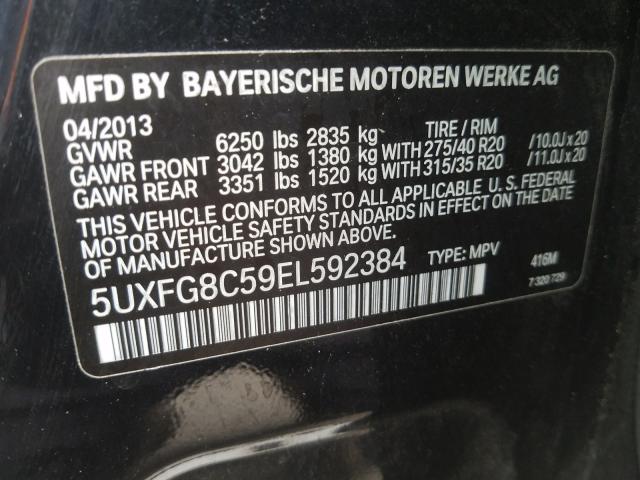 MFD BY BAYERISCHE MOTOREN WERKE AG
04/2013 TIRE / RIM
GVWR 6250 lbs 2835 kg
GAWR FRONT 3042 lbs 1380 kg WITH 275/40 R20 /10.0J x 20
GAWR REAR 3351 lbs 1520 kg WITH 315/35 R20 /11.0J x 20
THIS VEHICLE CONFORMS TO ALL APPLICABLE U. S. FEDERAL
MOTOR VEHICLE SAFETY STANDARDS IN EFFECT ON THE DATE
OF MANUFACTURE SHOWN ABOVE.
5UXFG8C59EL592384 TYPE: MPV 416M
7 320 729